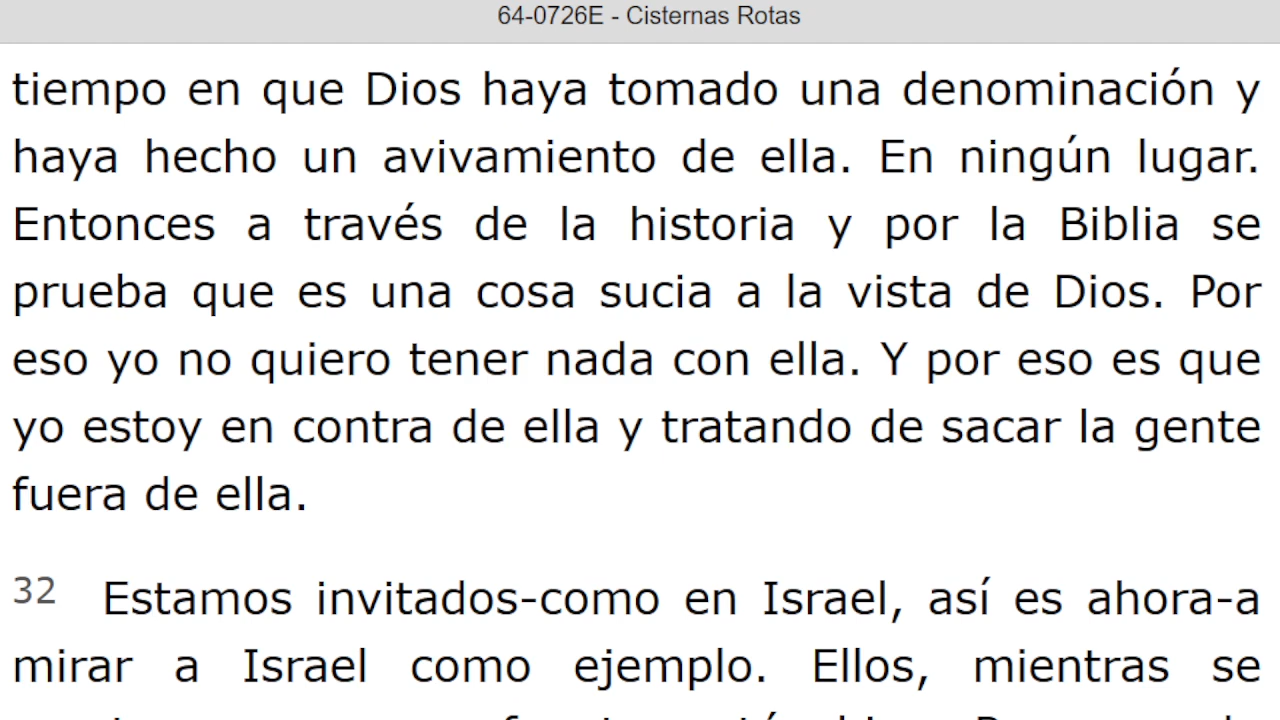 64-0726E - Cisternas Rotas
tiempo en que Dios haya tomado una denominación y
haya hecho un avivamiento de ella. En ningún lugar.
Entonces a través de la historia y por la Biblia se
prueba que es una cosa sucia a la vista de Dios. Por
eso yo no quiero tener nada con ella. Y por eso es que
yo estoy en contra de ella y tratando de sacar la gente
fuera de ella.
32 Estamos invitados-como en Israel, así es ahora-a
mirar a Israel como ejemplo. Ellos, mientras se